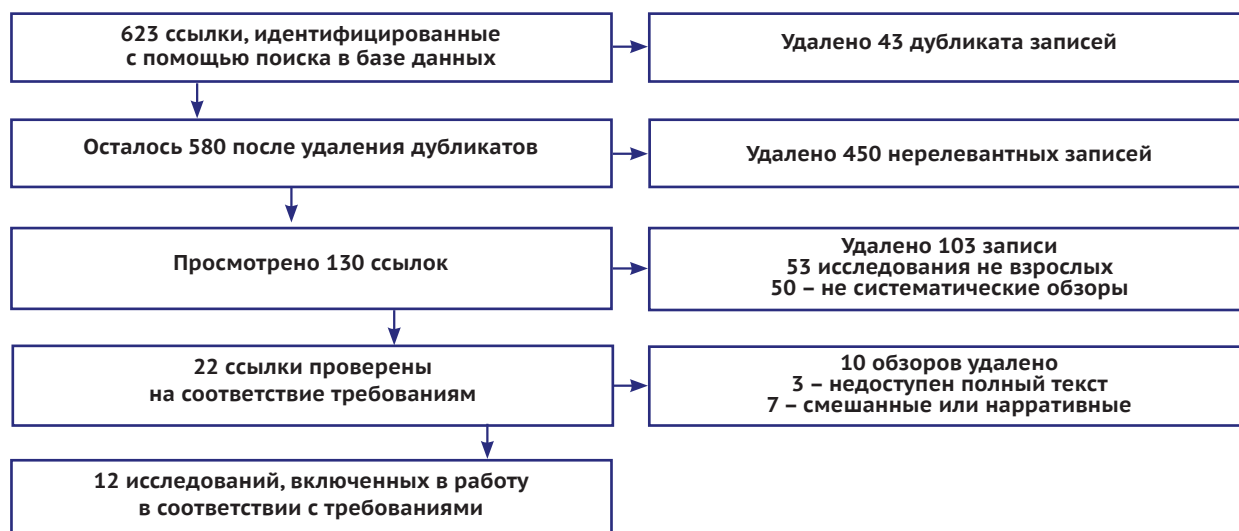 623 ссылки, идентифицированные
с помощью поиска в базе данных
Удалено 43 дубликата записей
Осталось 580 после удаления дубликатов
Удалено 450 нерелевантных записей
Просмотрено 130 ссылок
Удалено 103 записи
53 исследования не взрослых
50 – не систематические обзоры
22 ссылки проверены
на соответствие требованиям
10 обзоров удалено
3 – недоступен полный текст
7 – смешанные или нарративные
12 исследований, включенных в работу
в соответствии с требованиями